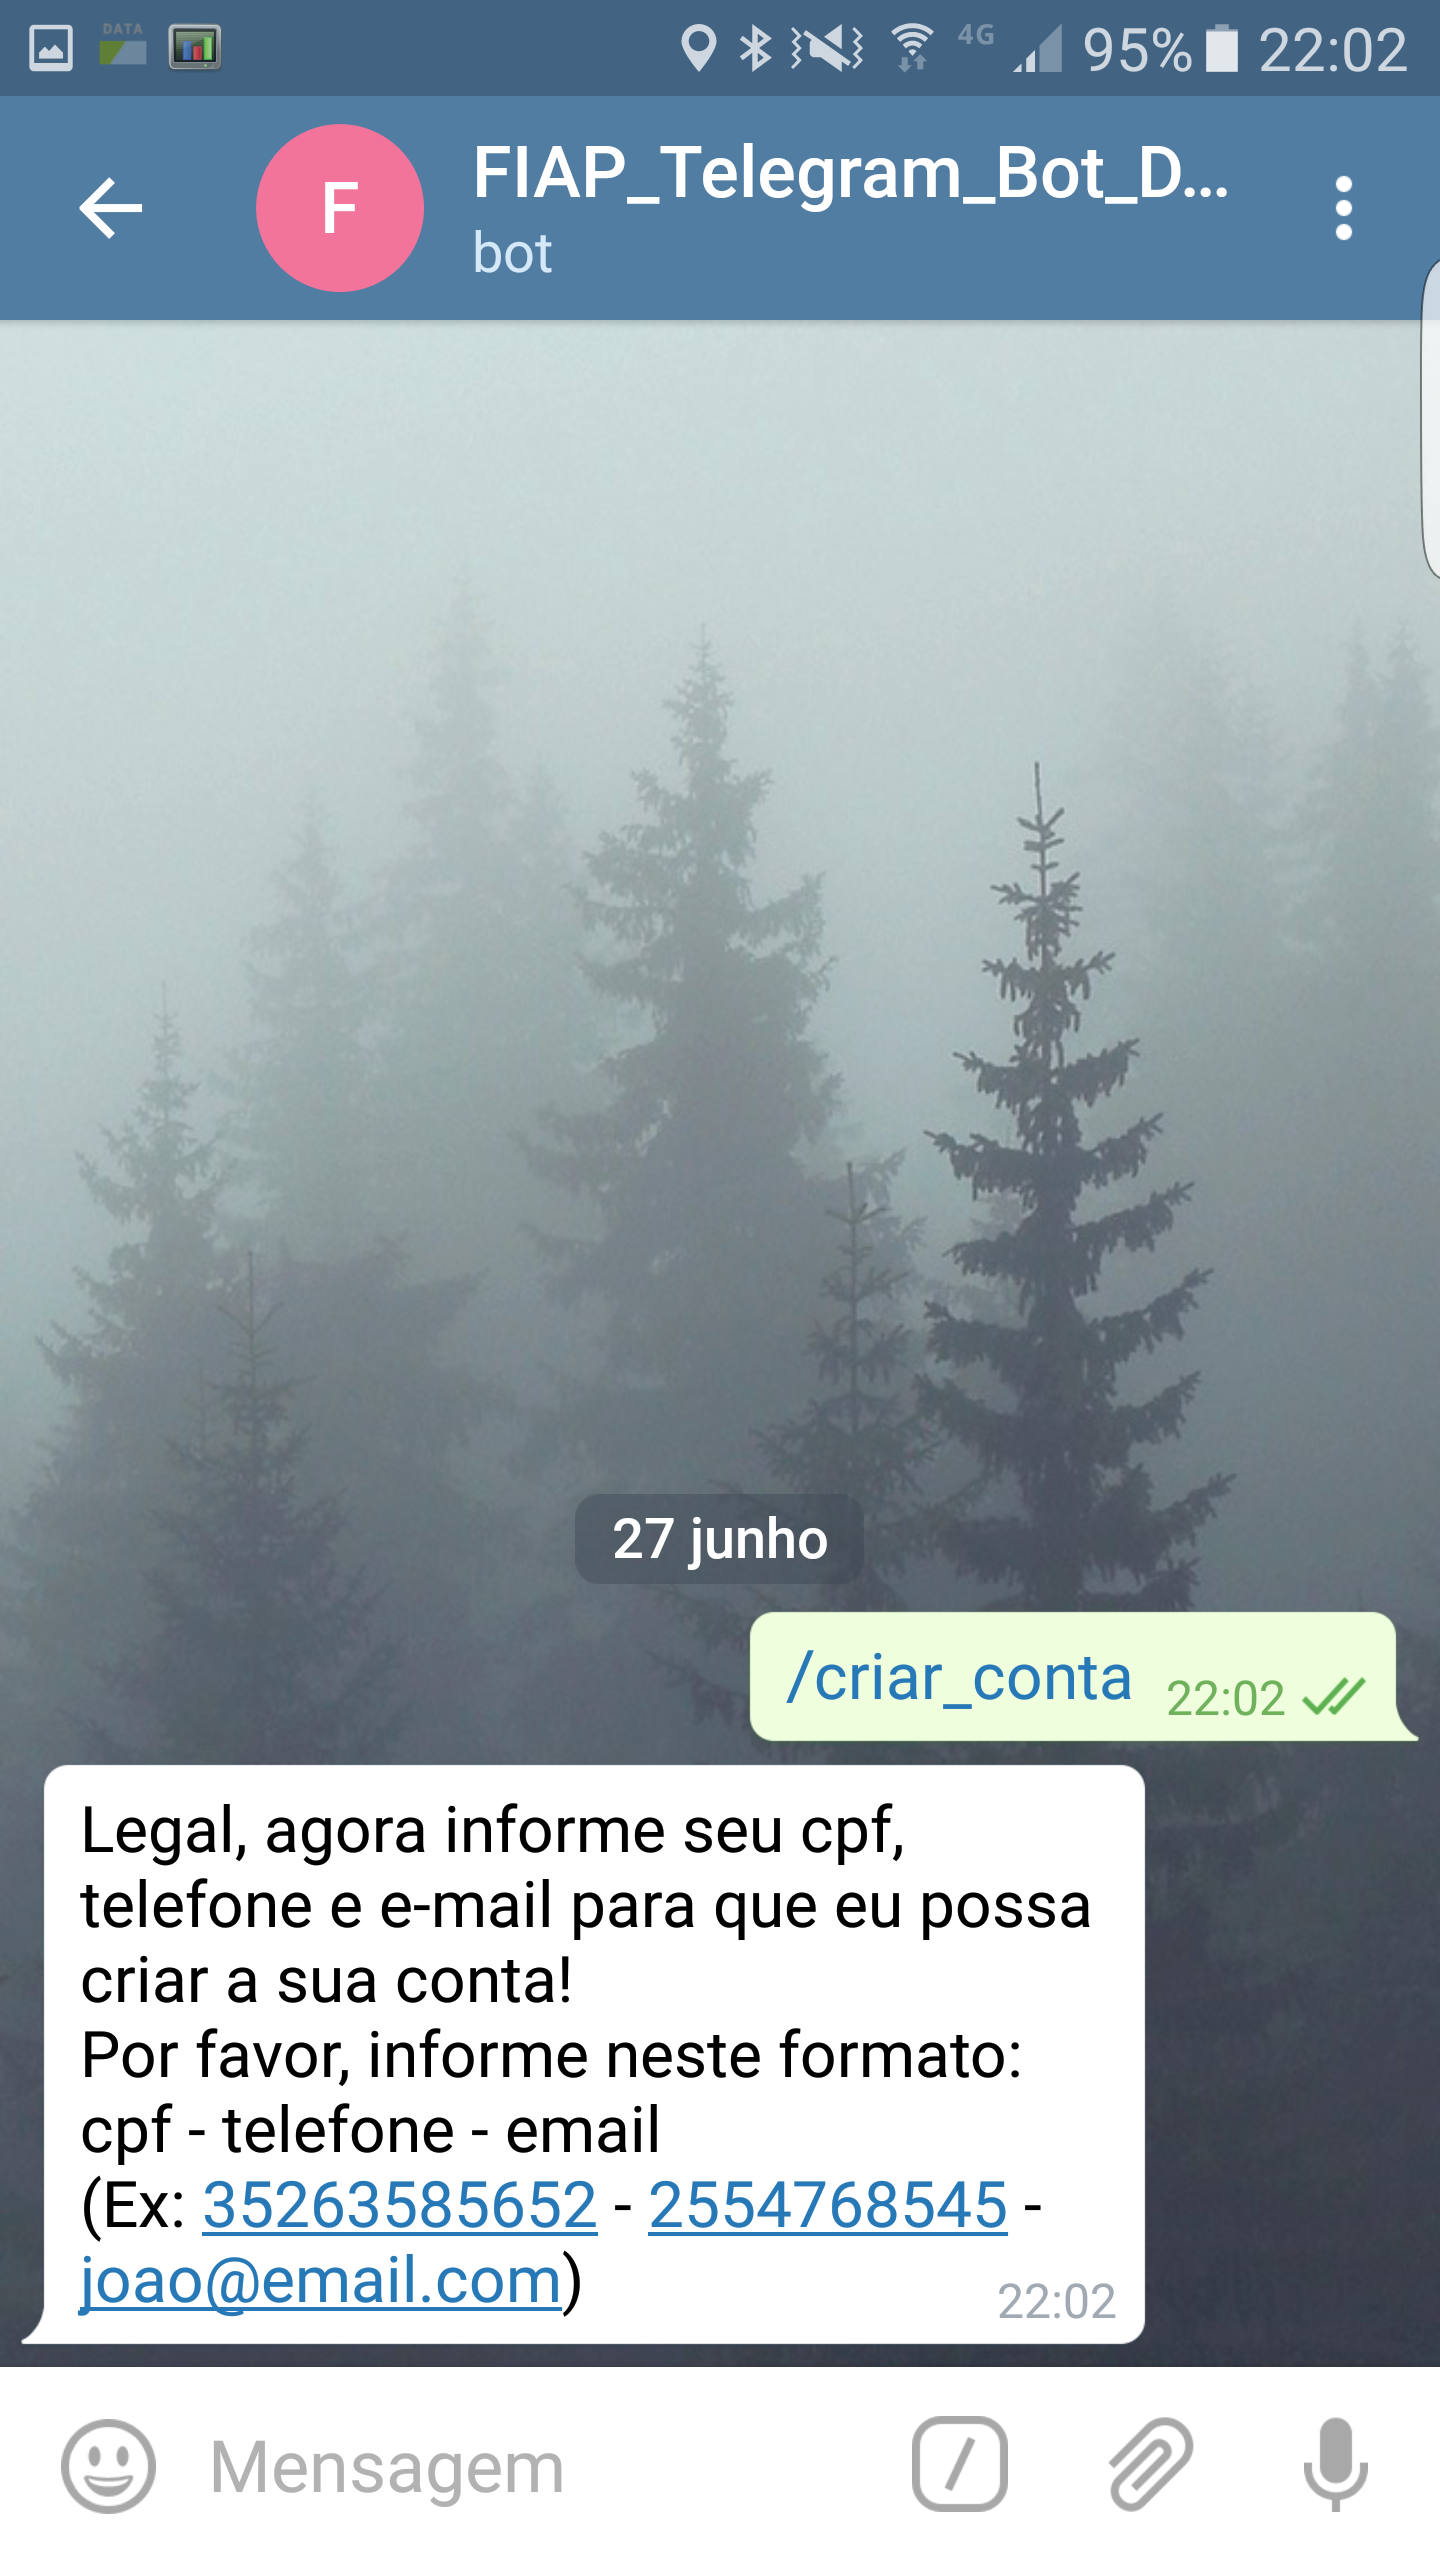 DATA
4G
95%
22:02
F
FIAP_Telegram_Bot_D...
bot
27 junho
/criar_conta 22:02
Legal, agora informe seu cpf,
telefone e e-mail para que eu possa
criar a sua conta!
Por favor, informe neste formato:
cpf - telefone - email
(Ex: 35263585652 - 2554768545 -
joao@email.com)
22:02
Mensagem